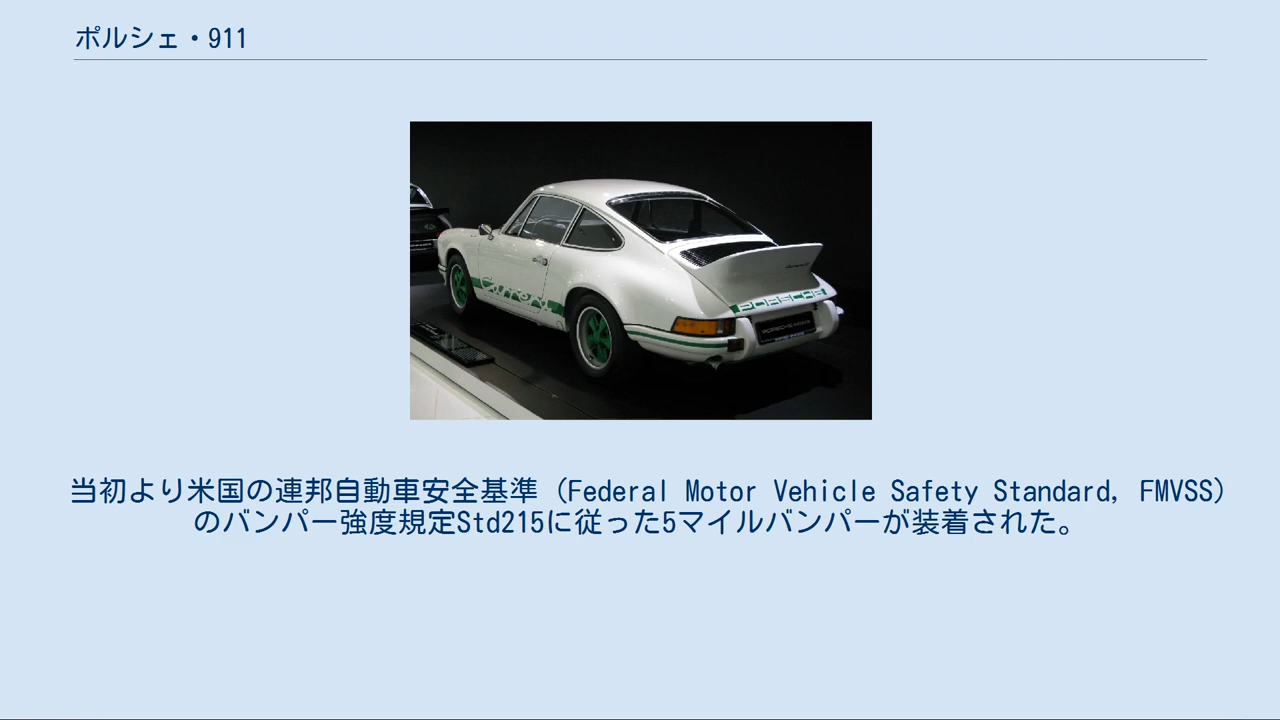 ポルシェ・911
Carrera
PORSCHE
当初より米国の連邦自動車安全基準（Federal Motor Vehicle Safety Standard, FMVSS）
のバンパー強度規定Std215に従った5マイルバンパーが装着された。